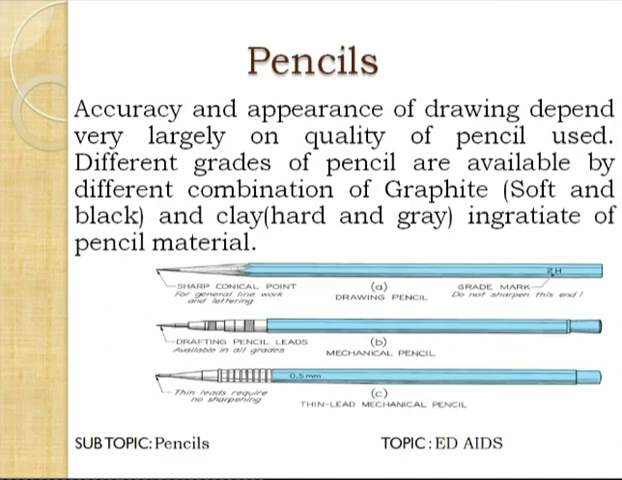 Pencils
Accuracy and appearance of drawing depend
very largely on quality of pencil used.
Different grades of pencil are available by
different combination of Graphite (Soft and
black) and clay(hard and gray) ingratiate of
pencil material.
2H
SHARP CONICAL POINT
For general line work
and lettering
(a)
DRAWING PENCIL
GRADE MARK
Do not sharpen this end!
DRAFTING PENCIL LEADS
Available in all grades
(b)
MECHANICAL PENCIL
0.5mm
Thin leads require
no sharpening
(c)
THIN-LEAD MECHANICAL PENCIL
SUB TOPIC: Pencils
TOPIC : ED AIDS